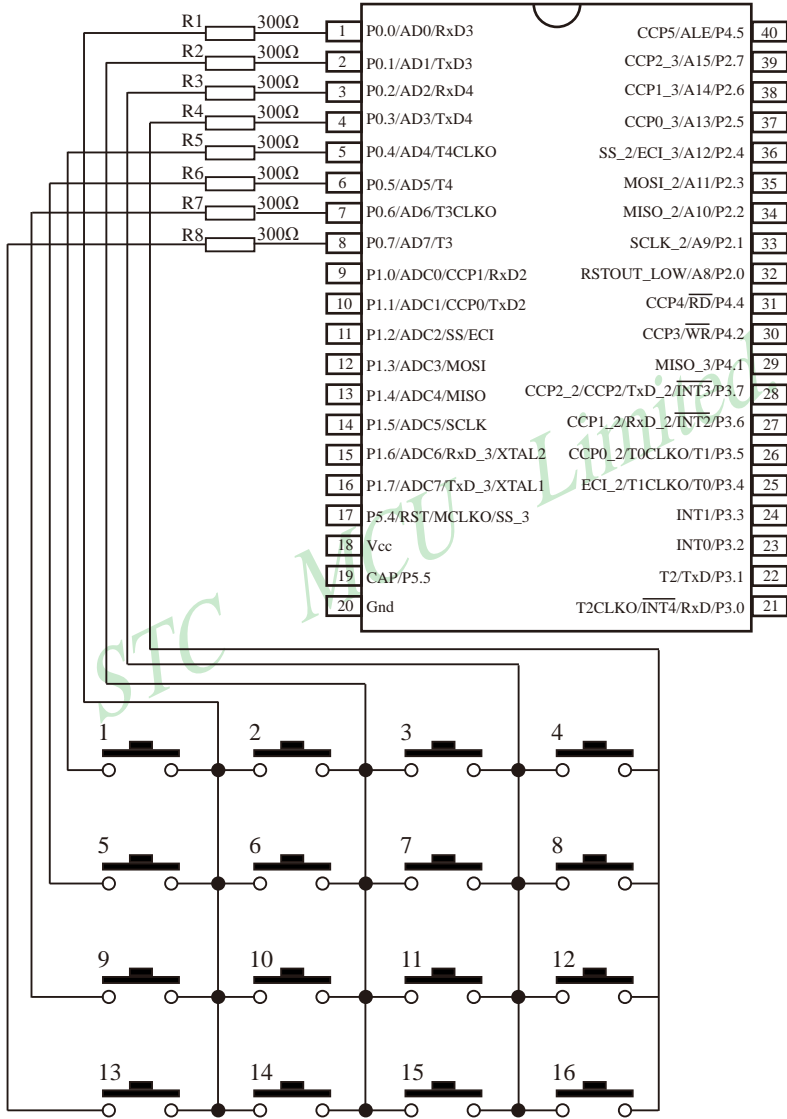 R1 300Ω 1 P0.0/AD0/RxD3 CCP5/ALE/P4.5 40
R2 300Ω 2 P0.1/AD1/TxD3 CCP2_3/A15/P2.7 39
R3 300Ω 3 P0.2/AD2/RxD4 CCP1_3/A14/P2.6 38
R4 300Ω 4 P0.3/AD3/TxD4 CCP0_3/A13/P2.5 37
R5 300Ω 5 P0.4/AD4/T4CLKO SS_2/ECI_3/A12/P2.4 36
R6 300Ω 6 P0.5/AD5/T4 MOSI_2/A11/P2.3 35
R7 300Ω 7 P0.6/AD6/T3CLKO MISO_2/A10/P2.2 34
R8 300Ω 8 P0.7/AD7/T3 SCLK_2/A9/P2.1 33
9 P1.0/ADC0/CCP1/RxD2 RSTOUT_LOW/A8/P2.0 32
10 P1.1/ADC1/CCP0/TxD2 CCP4/RD/P4.4 31
11 P1.2/ADC2/SS/ECI CCP3/WR/P4.2 30
12 P1.3/ADC3/MOSI MISO_3/P4.1 29
13 P1.4/ADC4/MISO CCP2_2/CCP2/TxD_2/INT3/P3.7 28
14 P1.5/ADC5/SCLK CCP1_2/RxD_2/INT2/P3.6 27
15 P1.6/ADC6/RxD_3/XTAL2 CCP0_2/T0CLKO/T1/P3.5 26
16 P1.7/ADC7/TxD_3/XTAL1 ECI_2/T1CLKO/T0/P3.4 25
17 P5.4/RST/MCLKO/SS_3 INT1/P3.3 24
18 Vcc INT0/P3.2 23
19 CAP/P5.5 T2/TxD/P3.1 22
20 Gnd T2CLKO/INT4/RxD/P3.0 21
STC MCU Limited.
1 2 3 4
5 6 7 8
9 10 11 12
13 14 15 16